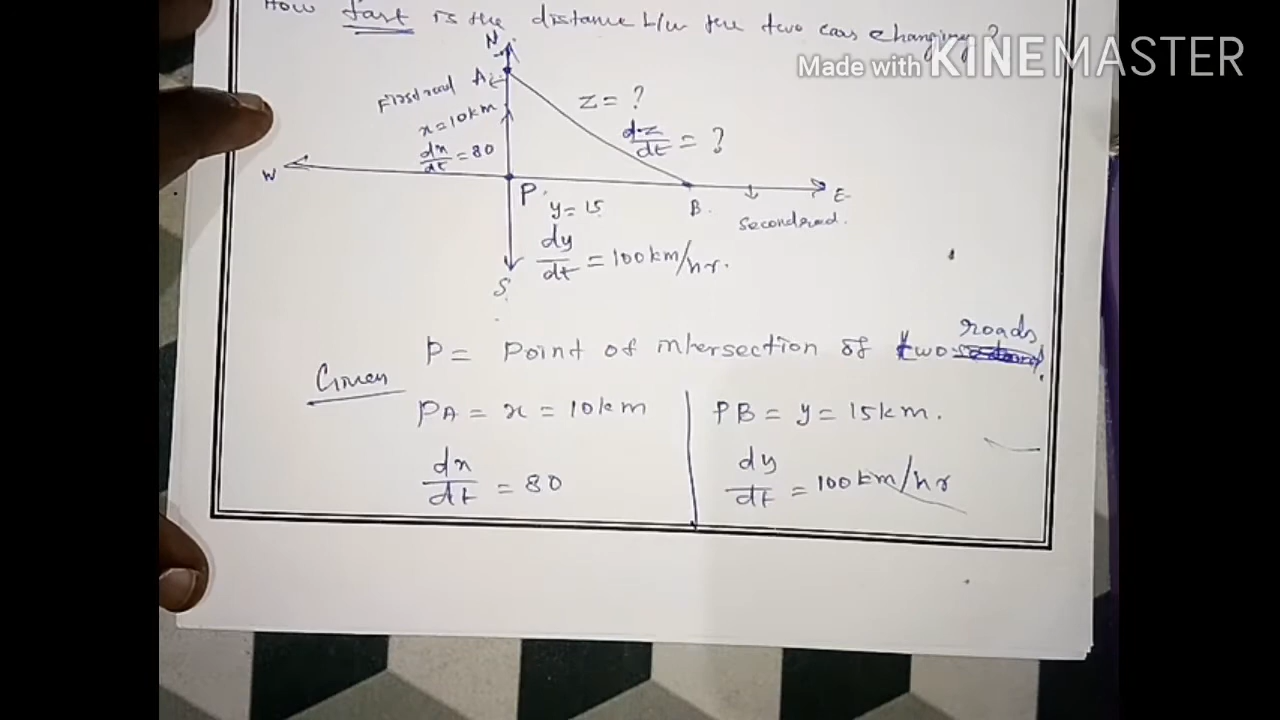 How fast is the distance b/w the two cars changing?
Made with KINEMASTER
N
First road A
x = 10km
dx/dt = 80
z = ?
dz/dt = ?
W
P
B
E
y = 15
Second road.
dy/dt = 100km/hr.
S
P = Point of intersection of two roads
Given
PA = x = 10km
PB = y = 15km.
dx/dt = 80
dy/dt = 100km/hr